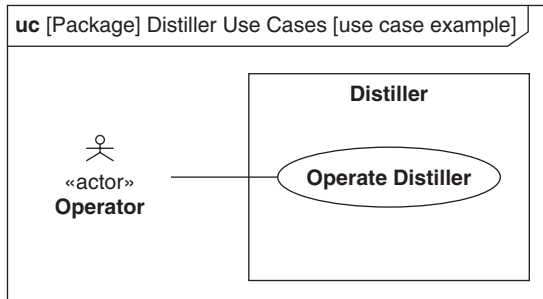 uc [Package] Distiller Use Cases [use case example]
Distiller
Operate Distiller
«actor»
Operator